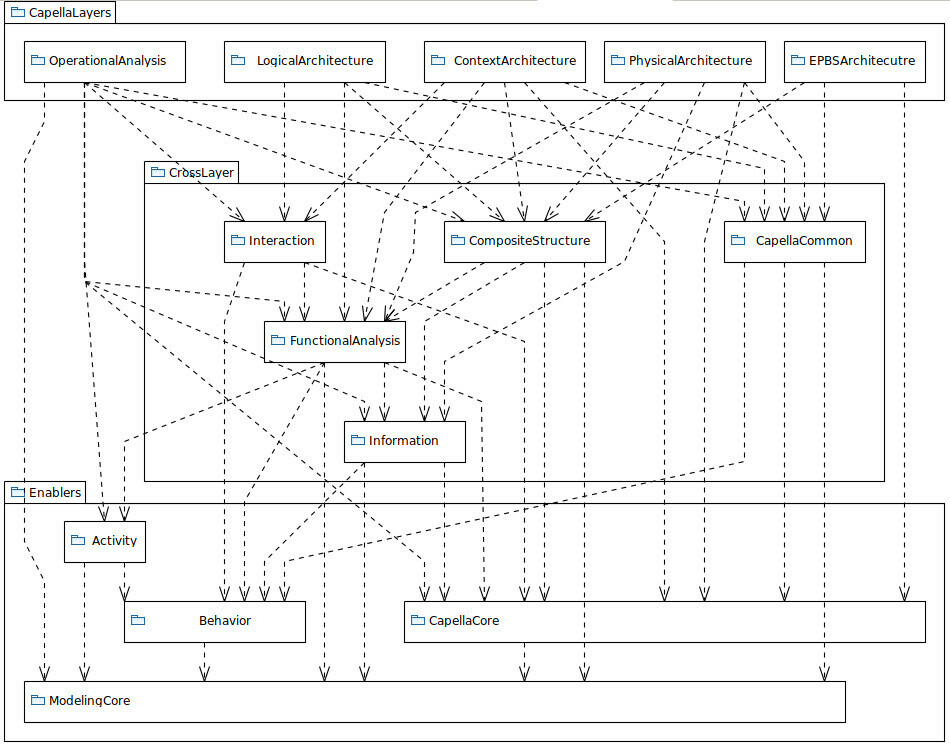 CapellaLayers
OperationalAnalysis
LogicalArchitecture
ContextArchitecture
PhysicalArchitecture
EPBSArchitecutre
CrossLayer
Interaction
CompositeStructure
CapellaCommon
FunctionalAnalysis
Information
Enablers
Activity
Behavior
CapellaCore
ModelingCore